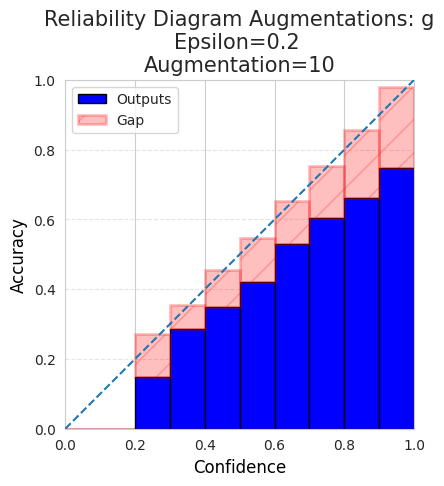 Reliability Diagram Augmentations: g
Epsilon=0.2
Augmentation=10
Outputs
Gap
Accuracy
1.0
0.8
0.6
0.4
0.2
0.0
0.0 0.2 0.4 0.6 0.8 1.0
Confidence